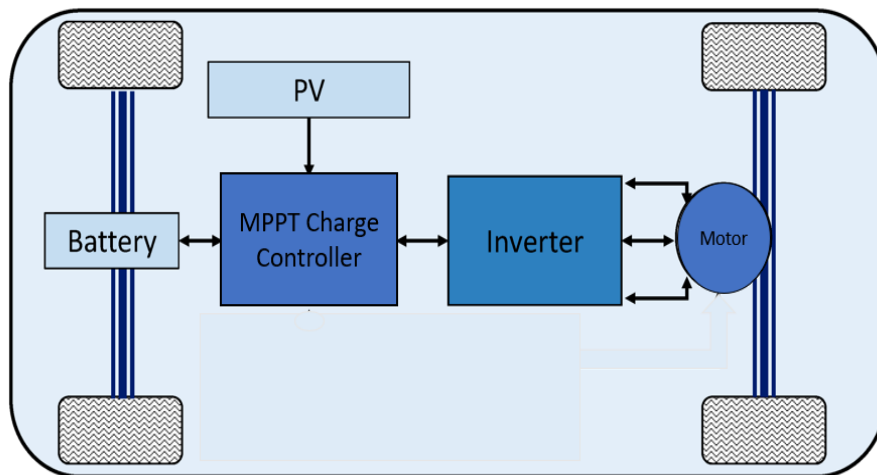 PV
Battery
MPPT Charge
Controller
Inverter
Motor